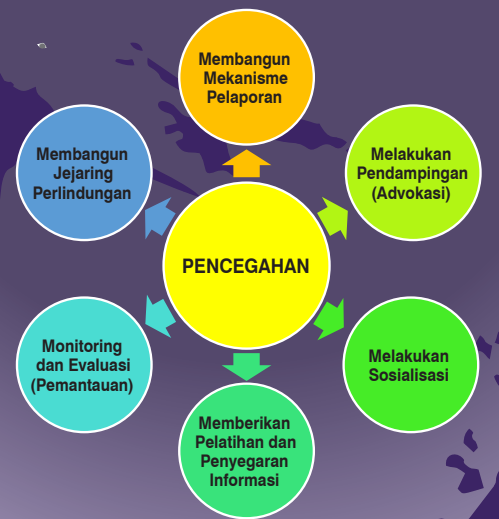 Membangun
Mekanisme
Pelaporan
Melakukan
Pendampingan
(Advokasi)
Melakukan
Sosialisasi
Memberikan
Pelatihan dan
Penyegaran
Informasi
Monitoring
dan Evaluasi
(Pemantauan)
Membangun
Jejaring
Perlindungan
PENCEGAHAN